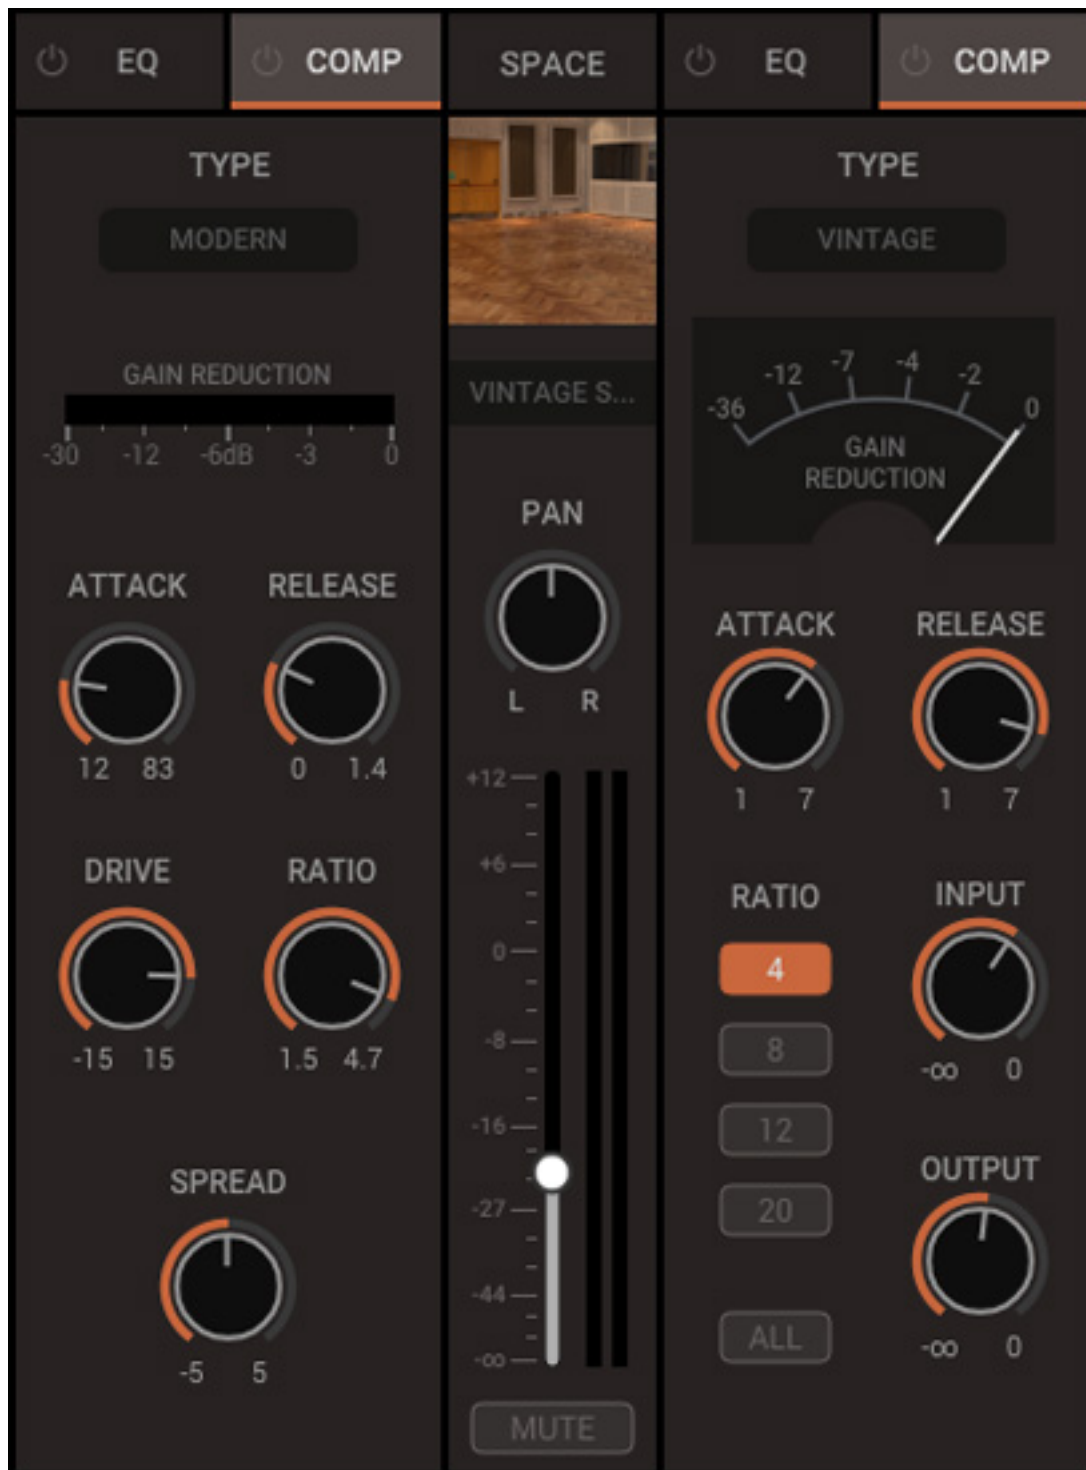 EQ COMP
TYPE
MODERN
GAIN REDUCTION
-30 -12 -6dB -3 0
ATTACK RELEASE
12 83 0 1.4
DRIVE RATIO
-15 15 1.5 4.7
SPREAD
-5 5
SPACE
VINTAGE S...
PAN
L R
+12
+6
0
-8
-16
-27
-44
-∞
MUTE
EQ COMP
TYPE
VINTAGE
-36 -12 -7 -4 -2 0
GAIN
REDUCTION
ATTACK RELEASE
1 7 1 7
RATIO INPUT
4
8
-∞ 0
12
20
OUTPUT
ALL
-∞ 0